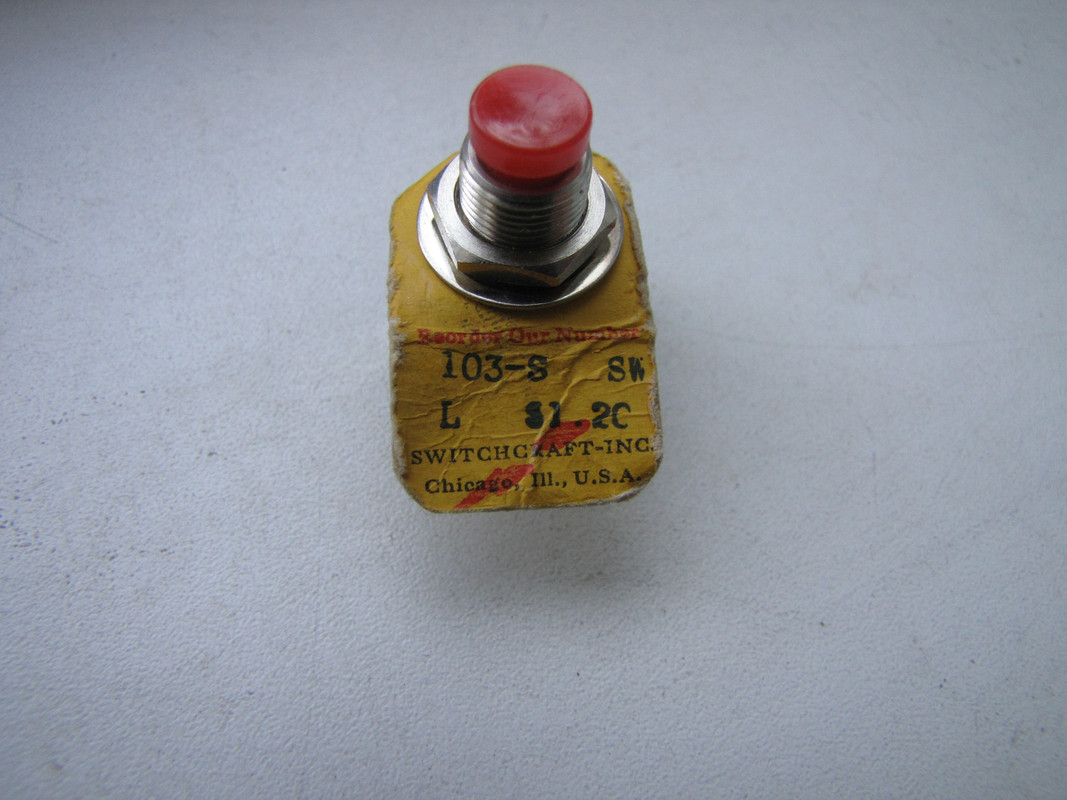 Reorder Our Number
103-S SW
L $1.20
SWITCHCRAFT-INC.
Chicago, Ill., U.S.A.